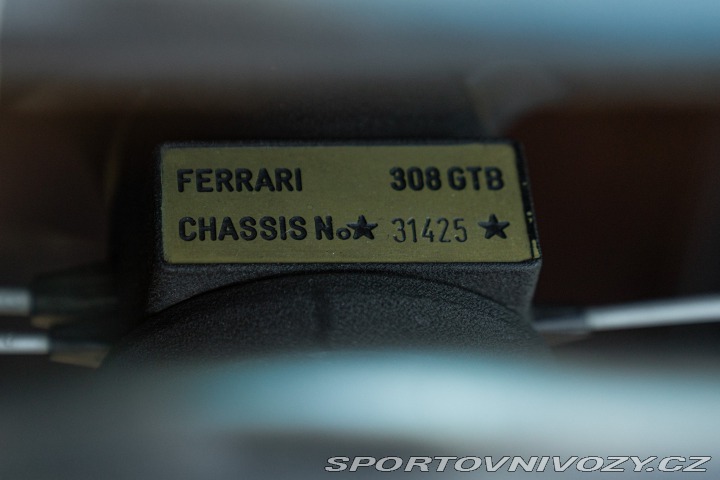 FERRARI 308 GTB
CHASSIS No★ 31425 ★
SPORTOVNIVOZY.CZ